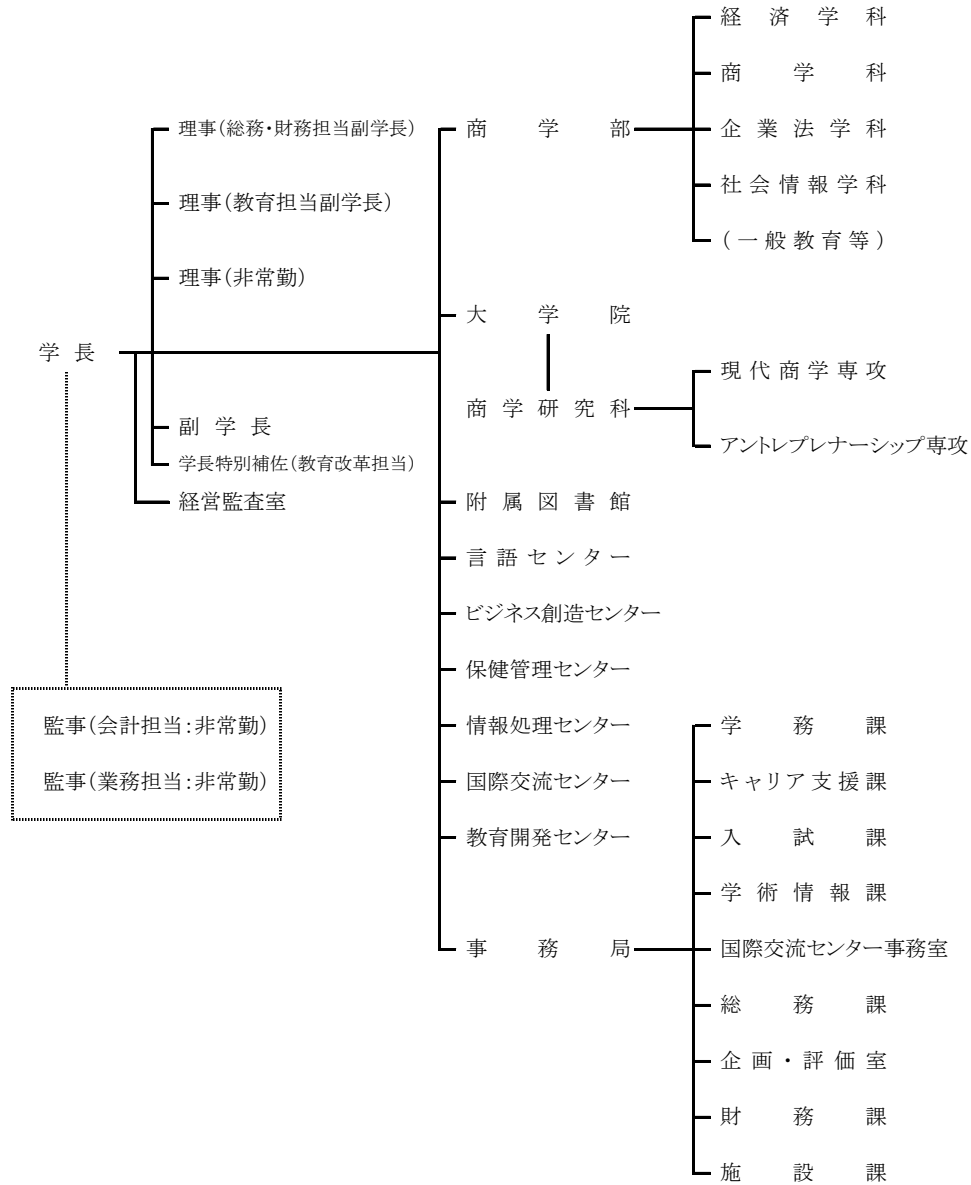 学長
理事(総務・財務担当副学長)
理事(教育担当副学長)
理事(非常勤)
副学長
学長特別補佐(教育改革担当)
経営監査室
監事(会計担当:非常勤)
監事(業務担当:非常勤)
商学部
経済学科
商学科
企業法学科
社会情報学科
(一般教育等)
大学院
商学研究科
現代商学専攻
アントレプレナーシップ専攻
附属図書館
言語センター
ビジネス創造センター
保健管理センター
情報処理センター
国際交流センター
教育開発センター
事務局
学務課
キャリア支援課
入試課
学術情報課
国際交流センター事務室
総務課
企画・評価室
財務課
施設課